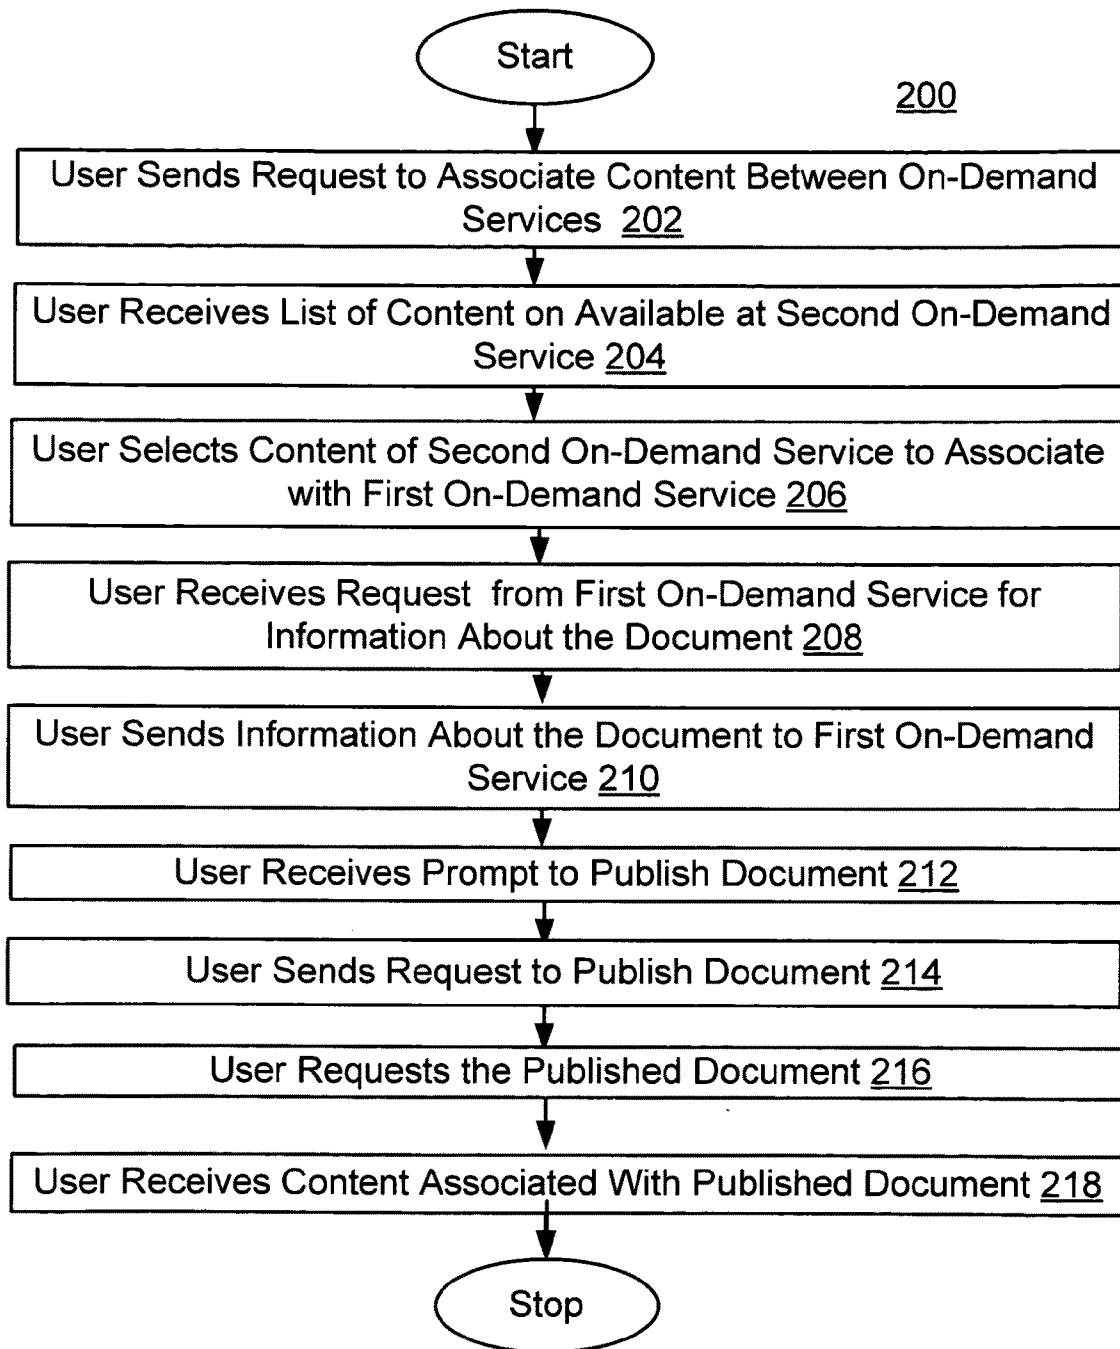 Start
200
User Sends Request to Associate Content Between On-Demand
Services 202
User Receives List of Content on Available at Second On-Demand
Service 204
User Selects Content of Second On-Demand Service to Associate
with First On-Demand Service 206
User Receives Request from First On-Demand Service for
Information About the Document 208
User Sends Information About the Document to First On-Demand
Service 210
User Receives Prompt to Publish Document 212
User Sends Request to Publish Document 214
User Requests the Published Document 216
User Receives Content Associated With Published Document 218
Stop